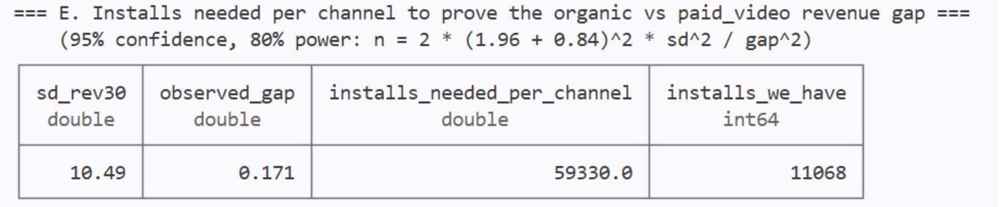 === E. Installs needed per channel to prove the organic vs paid_video revenue gap ===
(95% confidence, 80% power: n = 2 * (1.96 + 0.84)^2 * sd^2 / gap^2)
sd_rev30 observed_gap installs_needed_per_channel installs_we_have
double double double int64
10.49 0.171 59330.0 11068